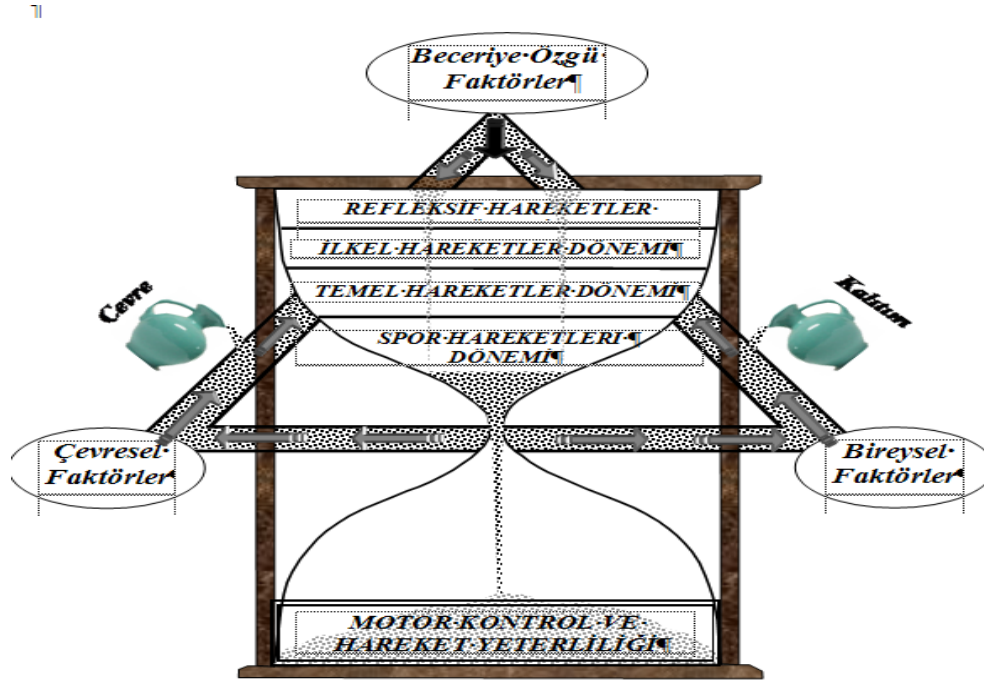 Beceriye Özgü
Faktörler
REFLEKSİF HAREKETLER
İLKEL HAREKETLER DÖNEMİ
TEMEL HAREKETLER DÖNEMİ
SPOR HAREKETLERİ
DÖNEMİ
Çevre
Kalıtım
Çevresel
Faktörler
Bireysel
Faktörler
MOTOR KONTROL VE
HAREKET YETERLİLİĞİ